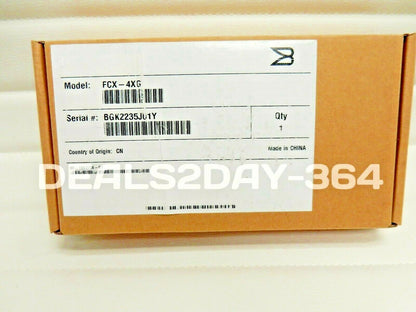 Model: FCX-4XG
Serial #: BGK2235J01Y
Qty
1
Country of Origin: CN
Made in CHINA
DEALS2DAY-364